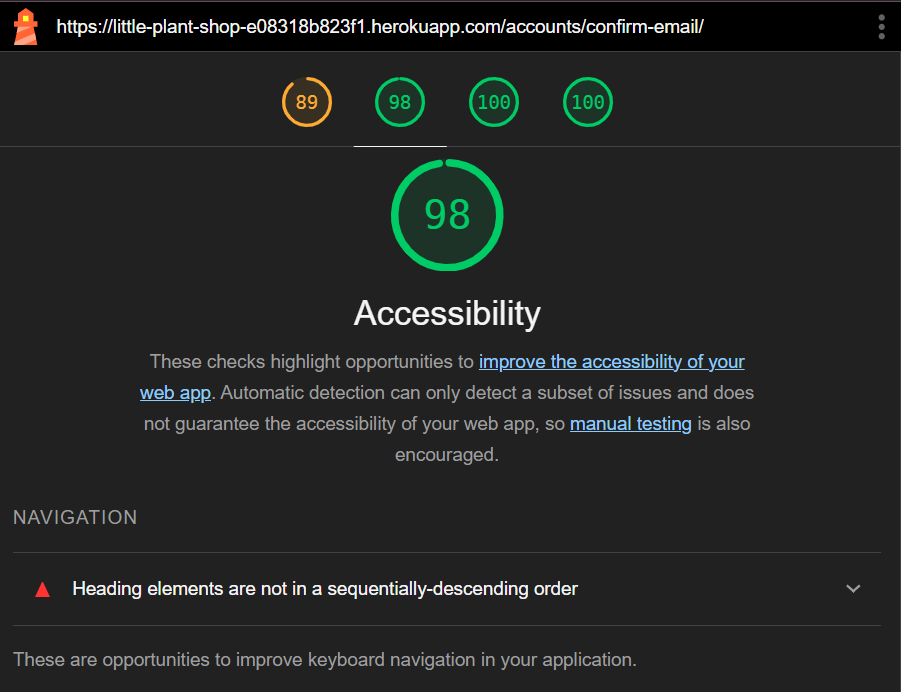 https://little-plant-shop-e08318b823f1.herokuapp.com/accounts/confirm-email/
89 98 100 100
98
Accessibility
These checks highlight opportunities to improve the accessibility of your
web app. Automatic detection can only detect a subset of issues and does
not guarantee the accessibility of your web app, so manual testing is also
encouraged.
NAVIGATION
Heading elements are not in a sequentially-descending order
These are opportunities to improve keyboard navigation in your application.